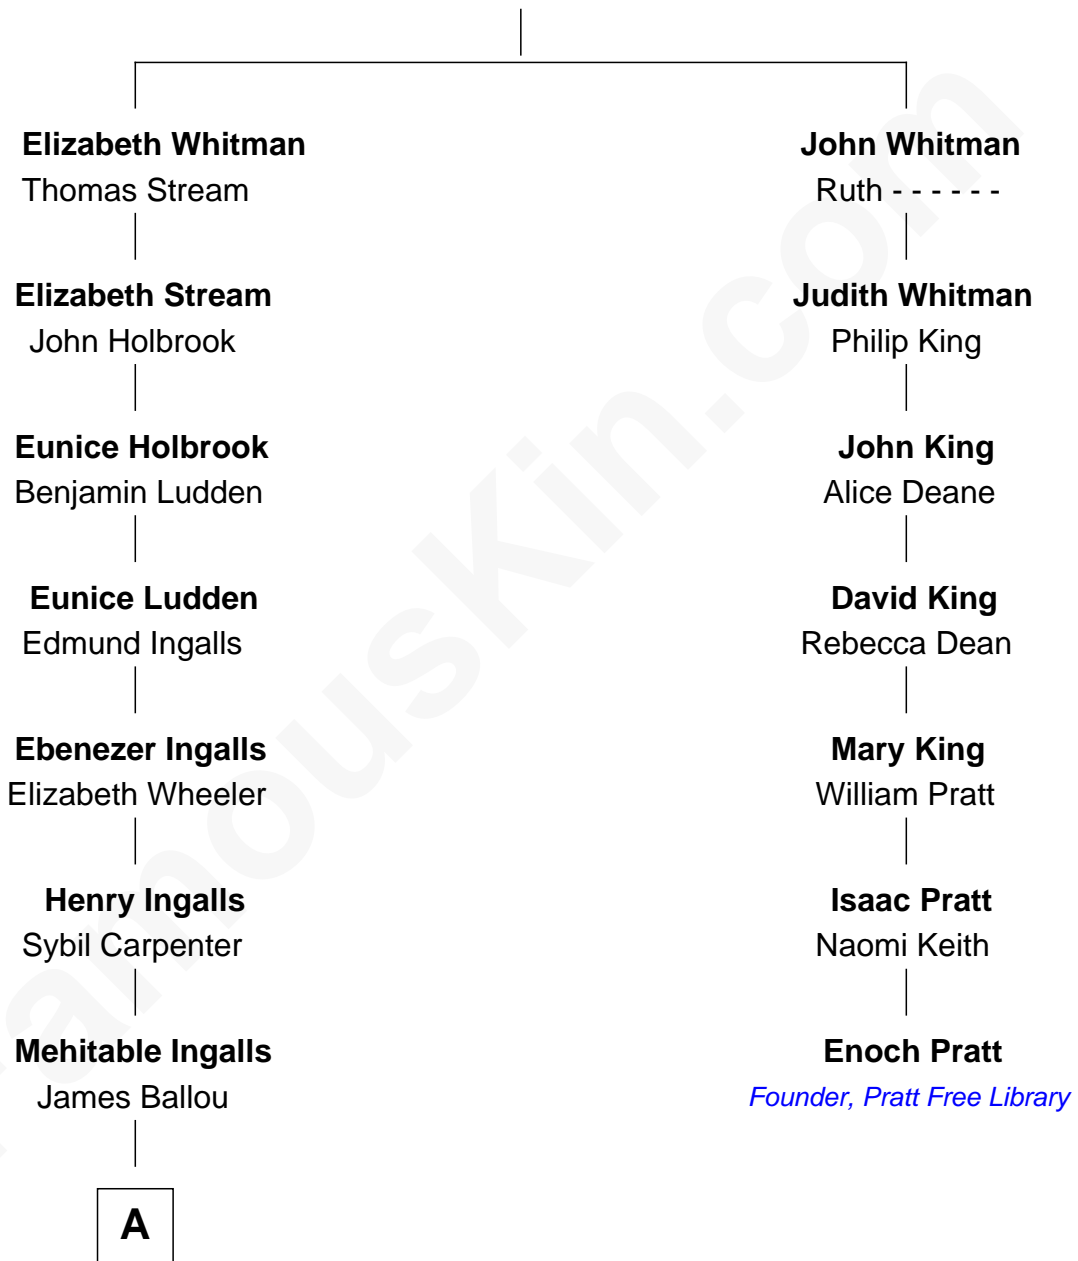 Elizabeth Whitman
Thomas Stream
Elizabeth Stream
John Holbrook
Eunice Holbrook
Benjamin Ludden
Eunice Ludden
Edmund Ingalls
Ebenezer Ingalls
Elizabeth Wheeler
Henry Ingalls
Sybil Carpenter
Mehitable Ingalls
James Ballou
A
John Whitman
Ruth - - - - - -
Judith Whitman
Philip King
John King
Alice Deane
David King
Rebecca Dean
Mary King
William Pratt
Isaac Pratt
Naomi Keith
Enoch Pratt
Founder, Pratt Free Library
FamousKin.com